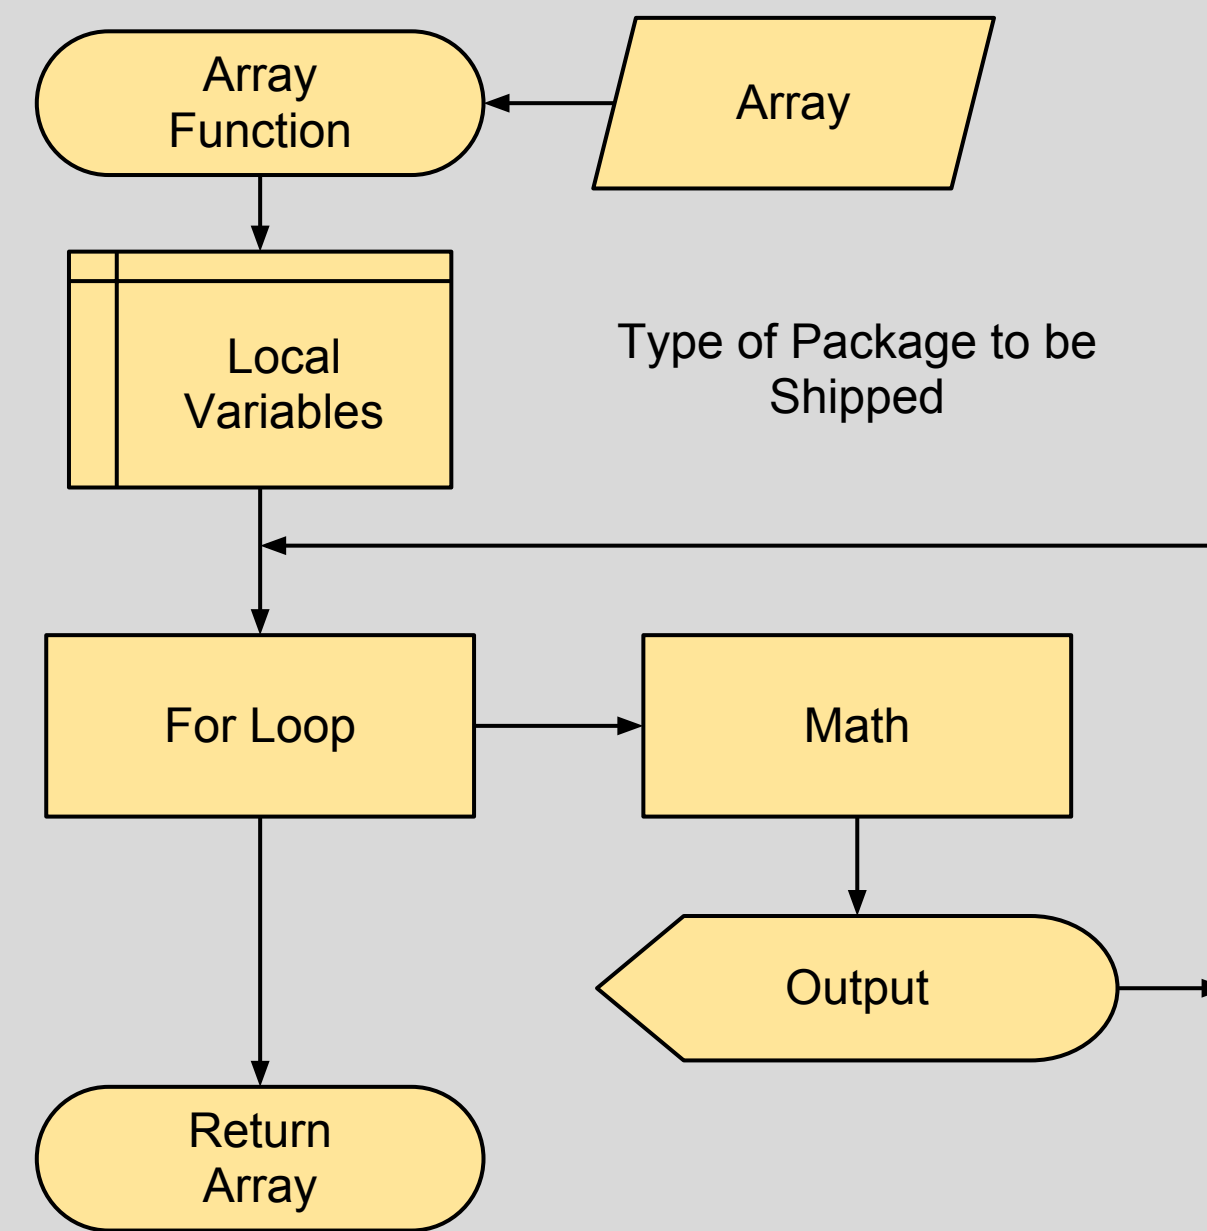 Array
Function
Array
Local
Variables
Type of Package to be
Shipped
For Loop
Math
Output
Return
Array